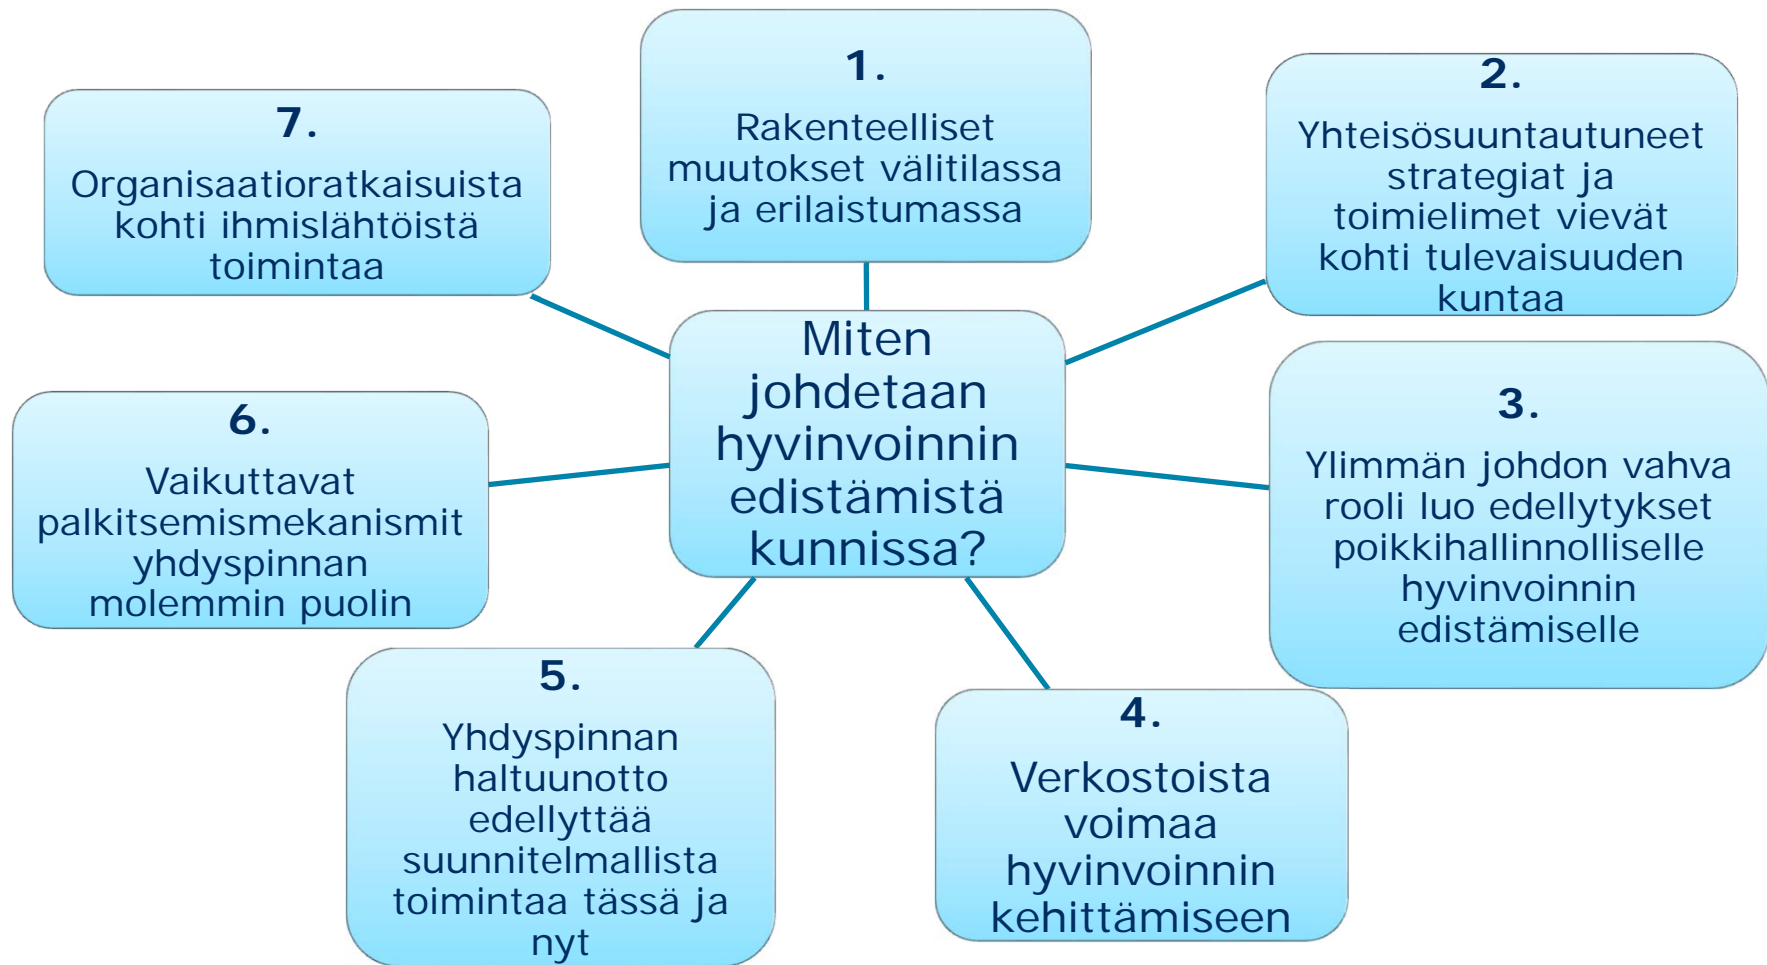 Miten
johdetaan
hyvinvoinnin
edistämistä
kunnissa?
1.
Rakenteelliset
muutokset välitilassa
ja erilaistumassa
2.
Yhteisösuuntautuneet
strategiat ja
toimielimet vievät
kohti tulevaisuuden
kuntaa
3.
Ylimmän johdon vahva
rooli luo edellytykset
poikkihallinnolliselle
hyvinvoinnin
edistämiselle
4.
Verkostoista
voimaa
hyvinvoinnin
kehittämiseen
5.
Yhdyspinnan
haltuunotto
edellyttää
suunnitelmallista
toimintaa tässä ja
nyt
6.
Vaikuttavat
palkitsemismekanismit
yhdyspinnan
molemmin puolin
7.
Organisaatioratkaisuista
kohti ihmislähtöistä
toimintaa